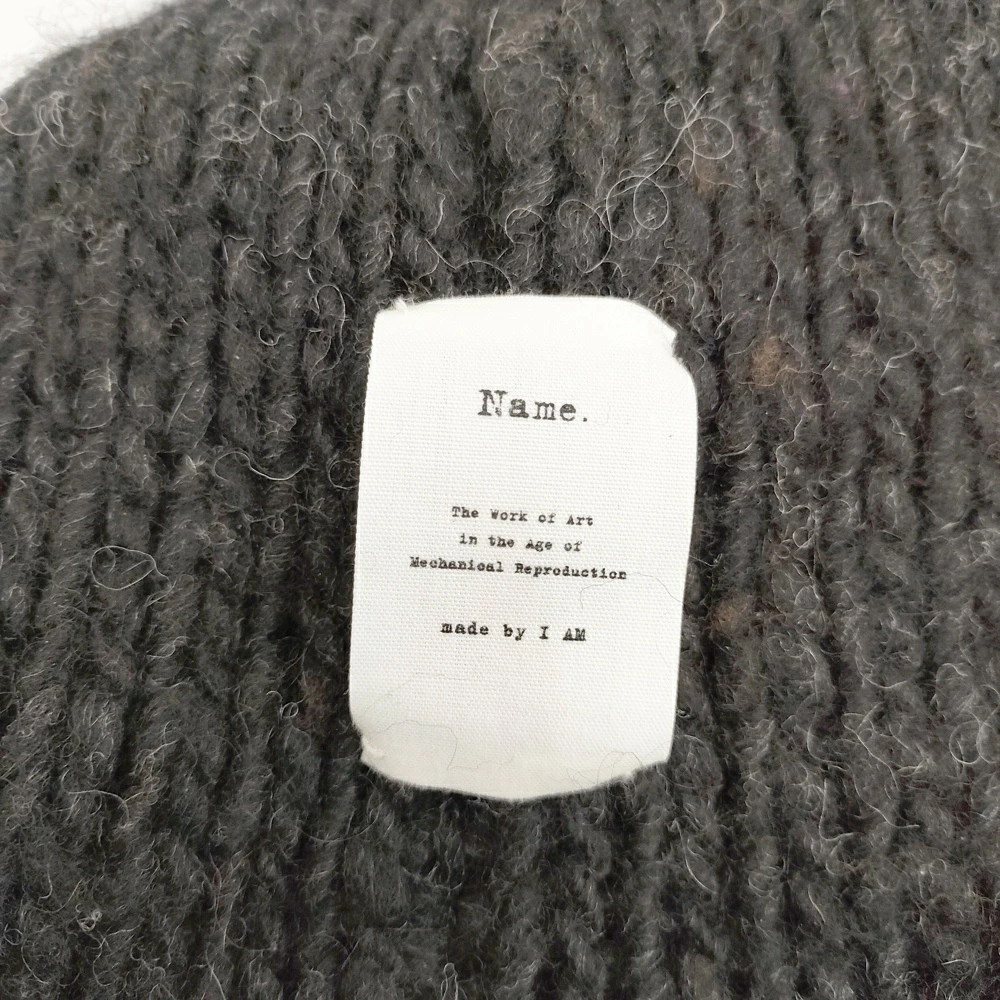 Name.
The Work of Art
in the Age of
Mechanical Reproduction
made by I AM